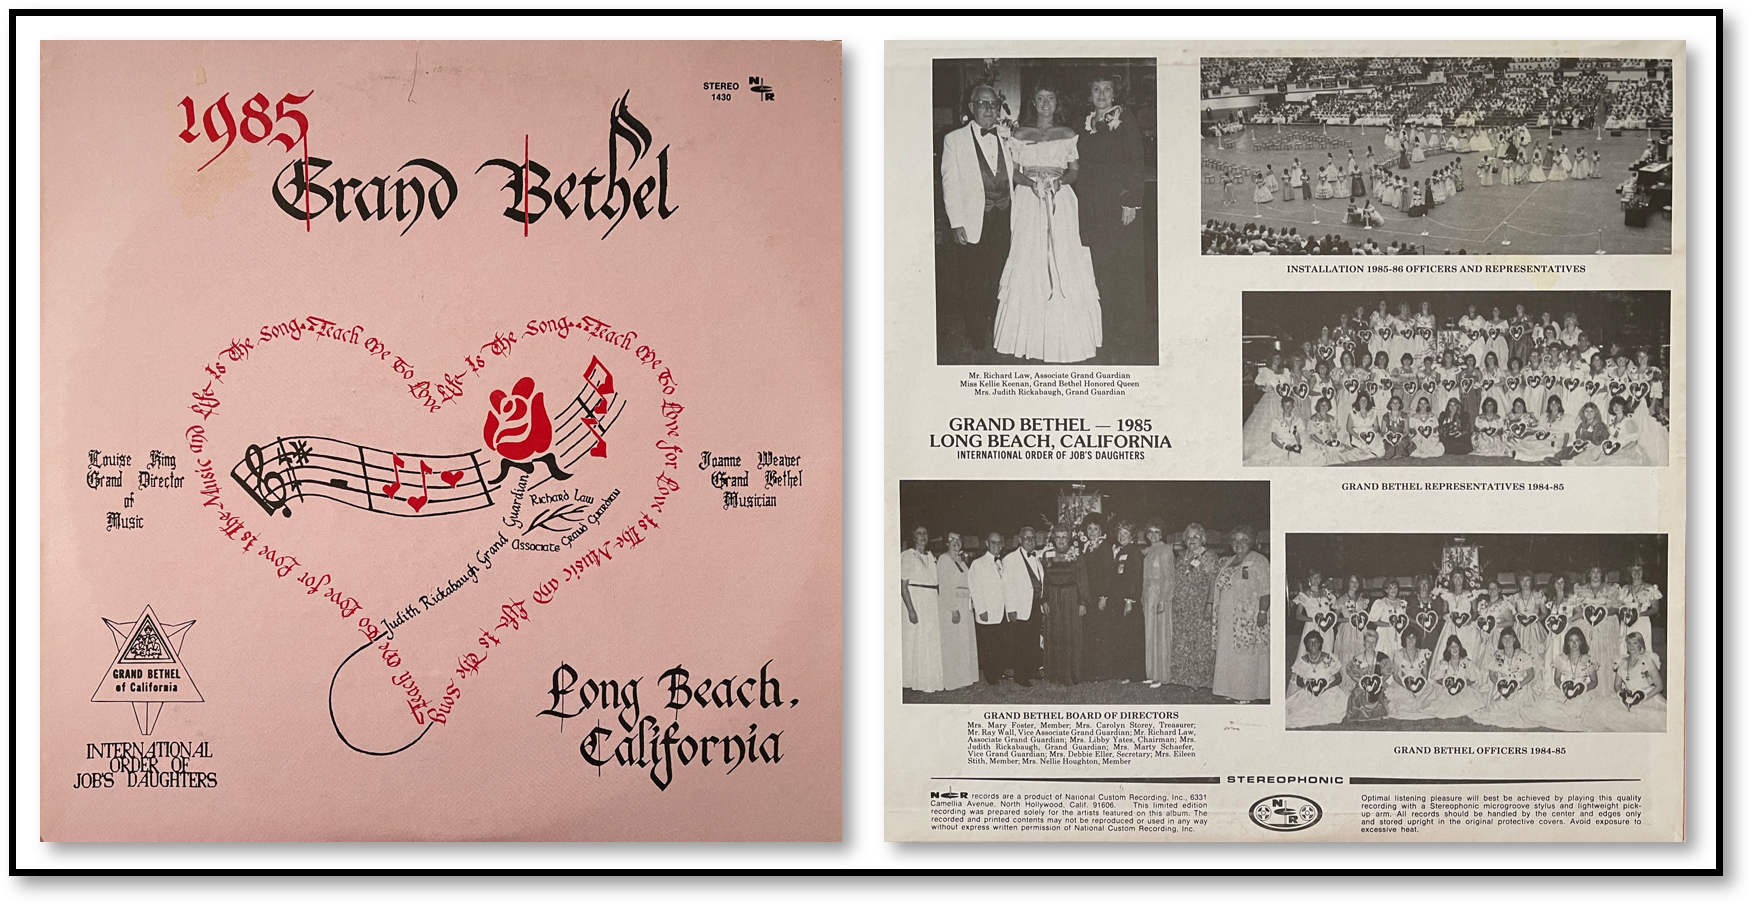 1985
Grand Bethel
STEREO
1430
NCR
Life Is The Song... Teach Me To Love
Life Is The Song... Teach Me To Love for Love Is The Music and Life Is The Song
Teach Me To Love for Love Is The Music and
Louise King
Grand Director
of
Music
Joanne Weaver
Grand Bethel
Musician
Judith Rickabaugh Grand Guardian
Richard Law
Associate Grand Guardian
GRAND BETHEL
of California
INTERNATIONAL
ORDER OF
JOB'S DAUGHTERS
Long Beach,
California
Mr. Richard Law, Associate Grand Guardian
Miss Kellie Keenan, Grand Bethel Honored Queen
Mrs. Judith Rickabaugh, Grand Guardian
GRAND BETHEL — 1985
LONG BEACH, CALIFORNIA
INTERNATIONAL ORDER OF JOB'S DAUGHTERS
INSTALLATION 1985-86 OFFICERS AND REPRESENTATIVES
GRAND BETHEL REPRESENTATIVES 1984-85
GRAND BETHEL BOARD OF DIRECTORS
Mrs. Mary Foster, Member; Mrs. Carolyn Storey, Treasurer;
Mr. Ray Wall, Vice Associate Grand Guardian; Mr. Richard Law,
Associate Grand Guardian; Mrs. Libby Yates, Chairman; Mrs.
Judith Rickabaugh, Grand Guardian; Mrs. Marty Schaefer,
Vice Grand Guardian; Mrs. Debbie Eller, Secretary; Mrs. Eileen
Stith, Member; Mrs. Nellie Houghton, Member
GRAND BETHEL OFFICERS 1984-85
STEREOPHONIC
NCR records are a product of National Custom Recording, Inc., 6331
Camellia Avenue, North Hollywood, Calif. 91606. This limited edition
recording was prepared solely for the artists featured on this album. The
recorded and printed contents may not be reproduced or used in any way
without express written permission of National Custom Recording, Inc.
NCR
Optimal listening pleasure will best be achieved by playing this quality
recording with a Stereophonic microgroove stylus and lightweight pick-
up arm. All records should be handled by the center and edges only
and stored upright in the original protective covers. Avoid exposure to
excessive heat.